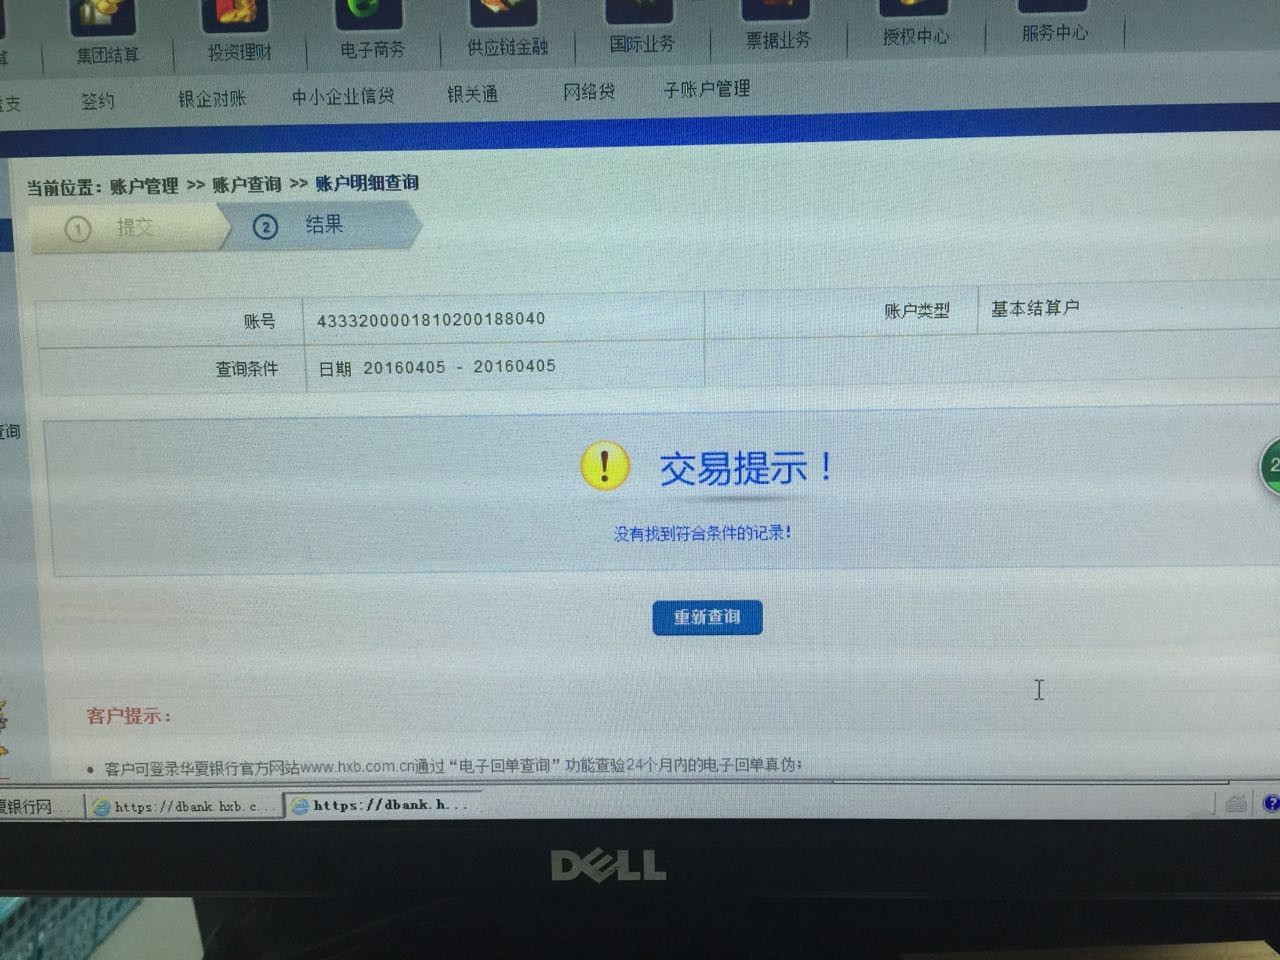 集团结算 投资理财 电子商务 供应链金融 国际业务 票据业务 授权中心 服务中心
支 签约 银企对账 中小企业信贷 银关通 网络贷 子账户管理
当前位置：账户管理 >> 账户查询 >> 账户明细查询
1 提交 2 结果
账号 4333200001810200188040 账户类型 基本结算户
查询条件 日期 20160405 - 20160405
查询
! 交易提示！
2
没有找到符合条件的记录!
重新查询
客户提示：
• 客户可登录华夏银行官方网站www.hxb.com.cn通过“电子回单查询”功能查验24个月内的电子回单真伪；
夏银行网... https://dbank.hxb.c... https://dbank.h...
DELL